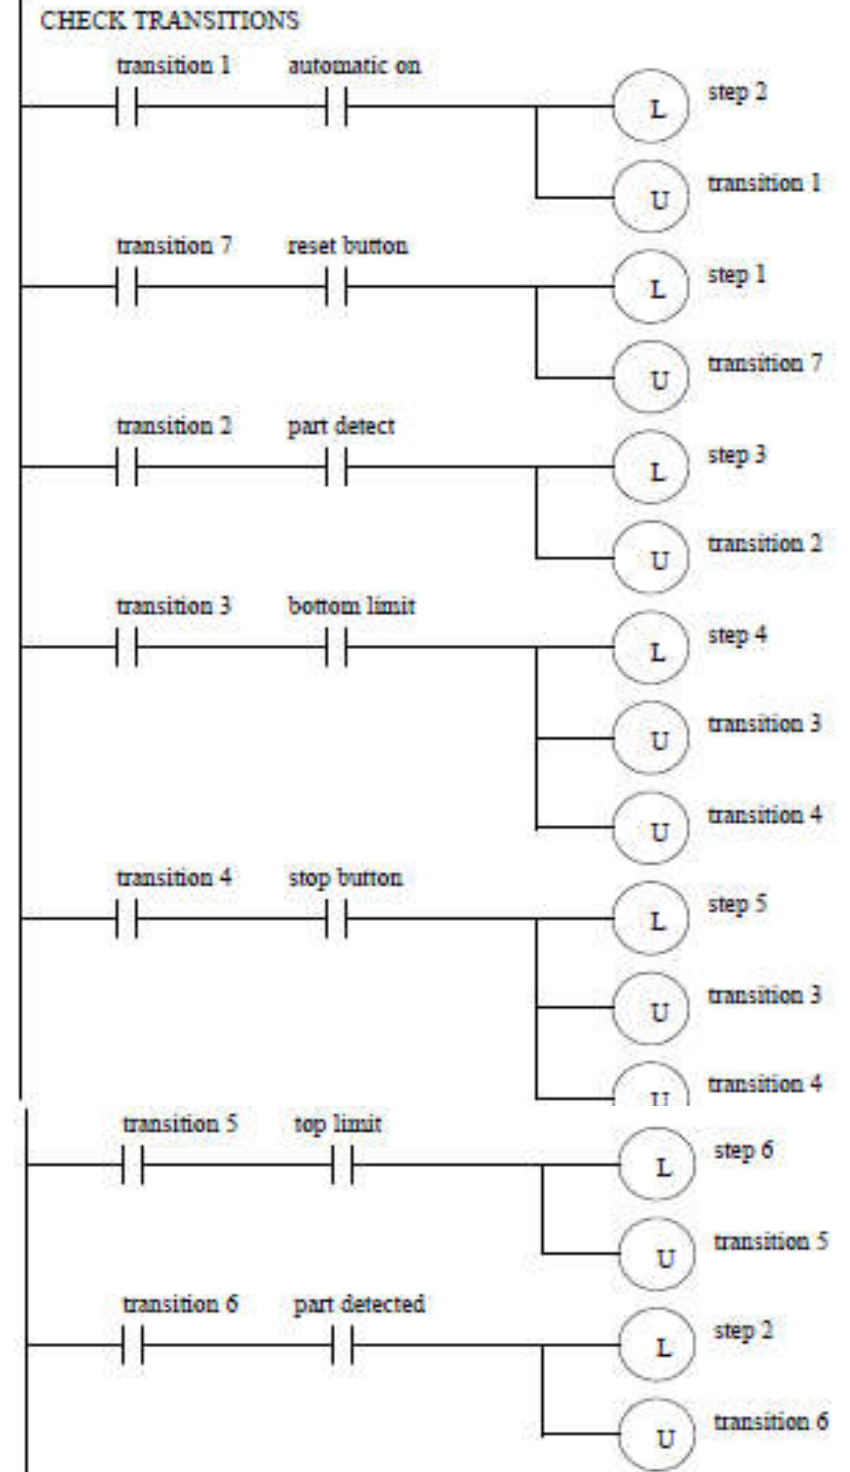 CHECK TRANSITIONS
transition 1 automatic on
L step 2
U transition 1
transition 7 reset button
L step 1
U transition 7
transition 2 part detect
L step 3
U transition 2
transition 3 bottom limit
L step 4
U transition 3
U transition 4
transition 4 stop button
L step 5
U transition 3
U transition 4
transition 5 top limit
L step 6
U transition 5
transition 6 part detected
L step 2
U transition 6